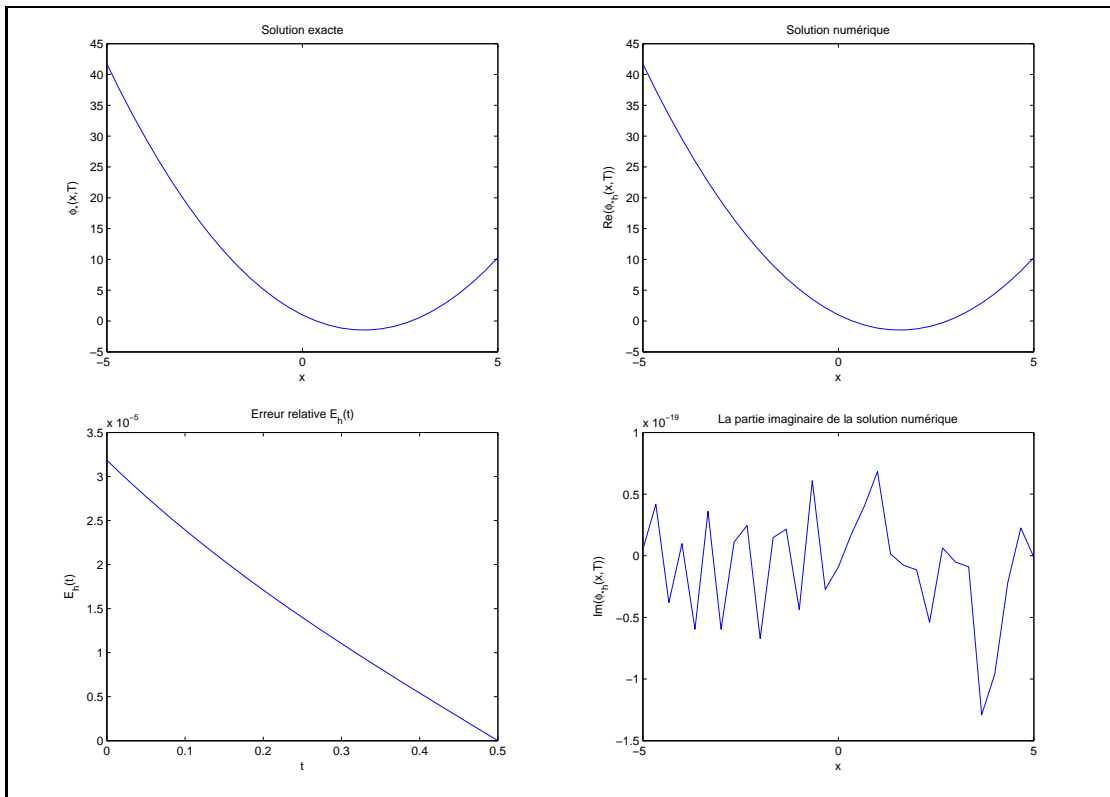 Solution exacte
45
40
35
30
25
20
15
10
5
0
−5
−5 0 5
x
ϕ*(x,T)
Solution numérique
45
40
35
30
25
20
15
10
5
0
−5
−5 0 5
x
Re(ϕ*h(x,T))
Erreur relative Eh(t)
x 10−5
3.5
3
2.5
2
1.5
1
0.5
0
0 0.1 0.2 0.3 0.4 0.5
t
Eh(t)
La partie imaginaire de la solution numérique
x 10−19
1
0.5
0
−0.5
−1
−1.5
−5 0 5
x
Im(ϕ*h(x,T))